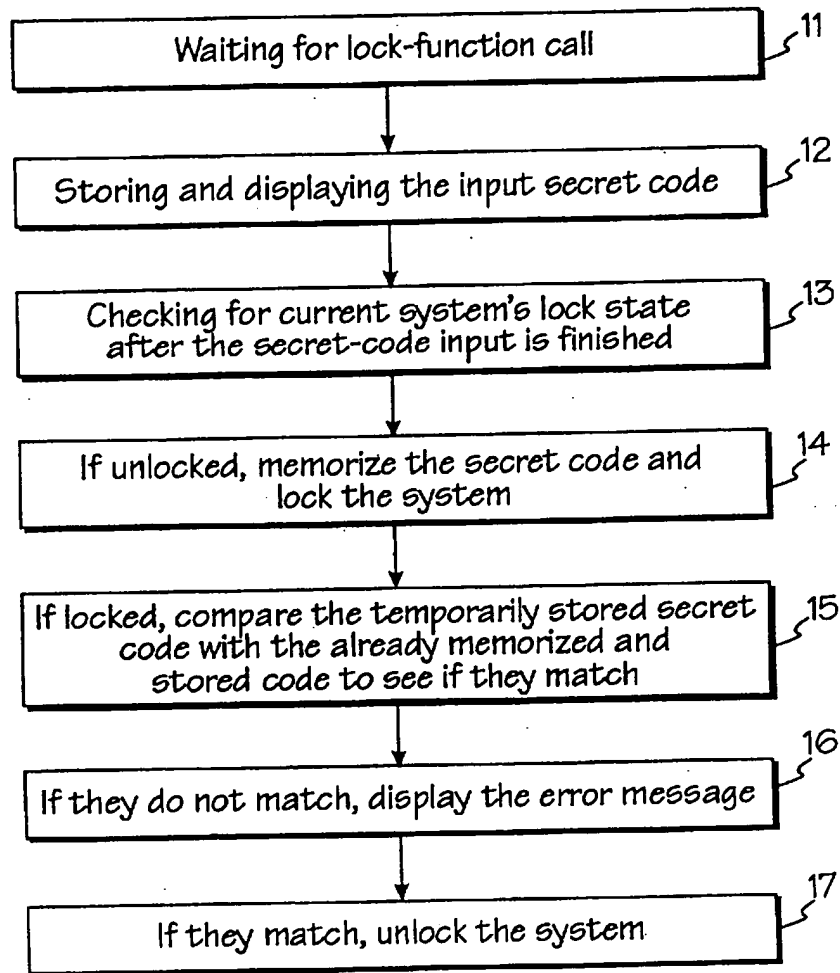 11
Waiting for lock-function call
12
Storing and displaying the input secret code
13
Checking for current system's lock state
after the secret-code input is finished
14
If unlocked, memorize the secret code and
lock the system
15
If locked, compare the temporarily stored secret
code with the already memorized and
stored code to see if they match
16
If they do not match, display the error message
17
If they match, unlock the system